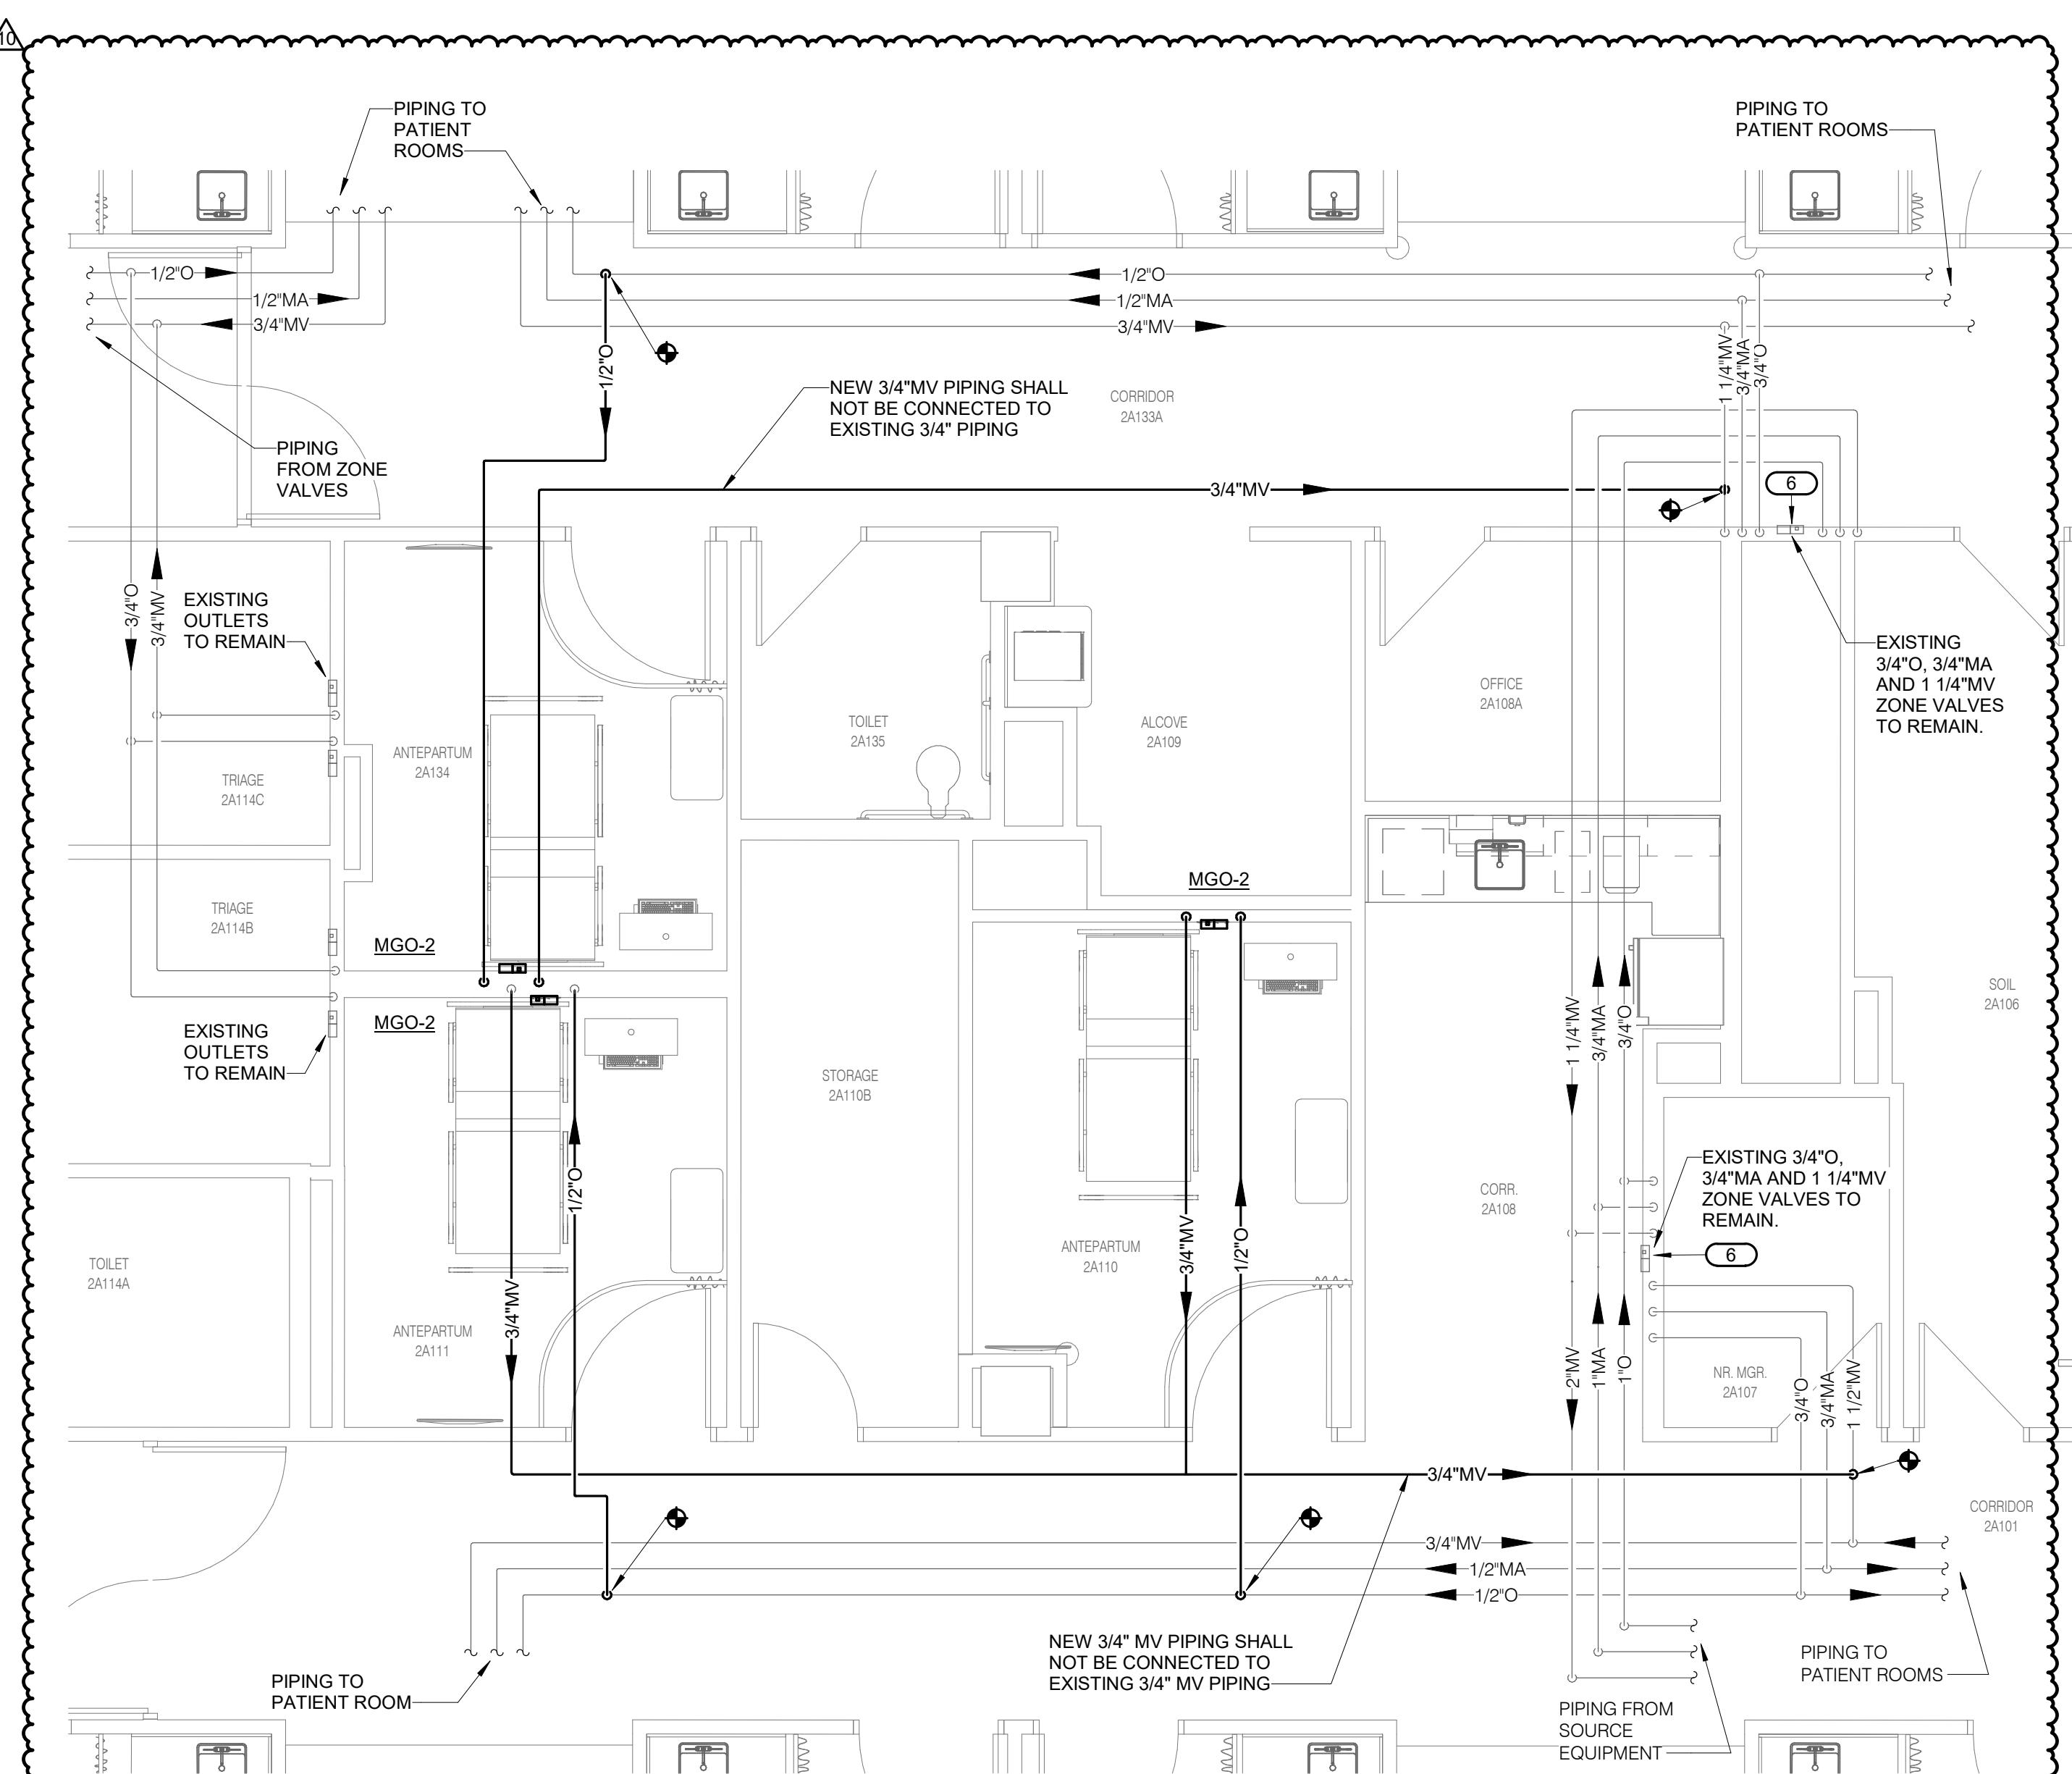 10
PIPING TO
PATIENT
ROOMS
PIPING TO
PATIENT ROOMS
1/2"O
1/2"MA
3/4"MV
1/2"O
1/2"MA
3/4"MV
1/2"O
1 1/4"MV
3/4"MA
3/4"O
NEW 3/4"MV PIPING SHALL
NOT BE CONNECTED TO
EXISTING 3/4" PIPING
CORRIDOR
2A133A
PIPING
FROM ZONE
VALVES
3/4"MV
6
3/4"O
3/4"MV
EXISTING
OUTLETS
TO REMAIN
EXISTING
3/4"O, 3/4"MA
AND 1 1/4"MV
ZONE VALVES
TO REMAIN.
OFFICE
2A108A
TOILET
2A135
ALCOVE
2A109
ANTEPARTUM
2A134
TRIAGE
2A114C
TRIAGE
2A114B
MGO-2
MGO-2
MGO-2
EXISTING
OUTLETS
TO REMAIN
STORAGE
2A110B
SOIL
2A106
1 1/4"MV
3/4"MA
3/4"O
1/2"O
3/4"MV
3/4"MV
1/2"O
CORR.
2A108
EXISTING 3/4"O,
3/4"MA AND 1 1/4"MV
ZONE VALVES TO
REMAIN.
6
TOILET
2A114A
ANTEPARTUM
2A111
ANTEPARTUM
2A110
2"MV
1"MA
1"O
NR. MGR.
2A107
3/4"O
3/4"MA
1 1/2"MV
3/4"MV
CORRIDOR
2A101
3/4"MV
1/2"MA
1/2"O
NEW 3/4" MV PIPING SHALL
NOT BE CONNECTED TO
EXISTING 3/4" MV PIPING
PIPING TO
PATIENT ROOM
PIPING TO
PATIENT ROOMS
PIPING FROM
SOURCE
EQUIPMENT